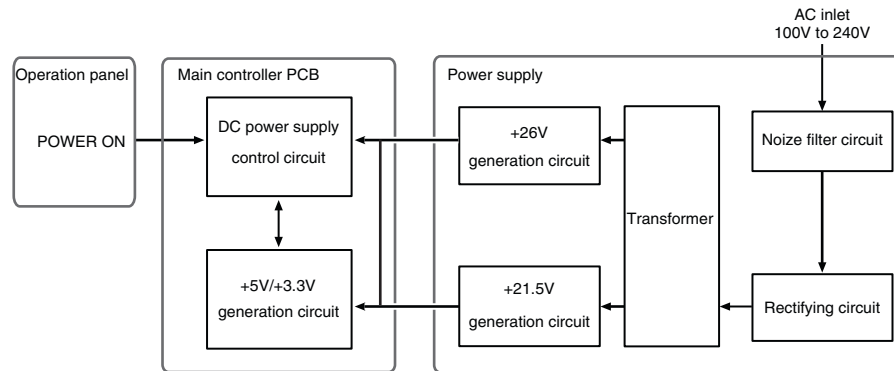 AC inlet
100V to 240V
Operation panel
POWER ON
Main controller PCB
DC power supply
control circuit
+5V/+3.3V
generation circuit
Power supply
+26V
generation circuit
+21.5V
generation circuit
Transformer
Noize filter circuit
Rectifying circuit